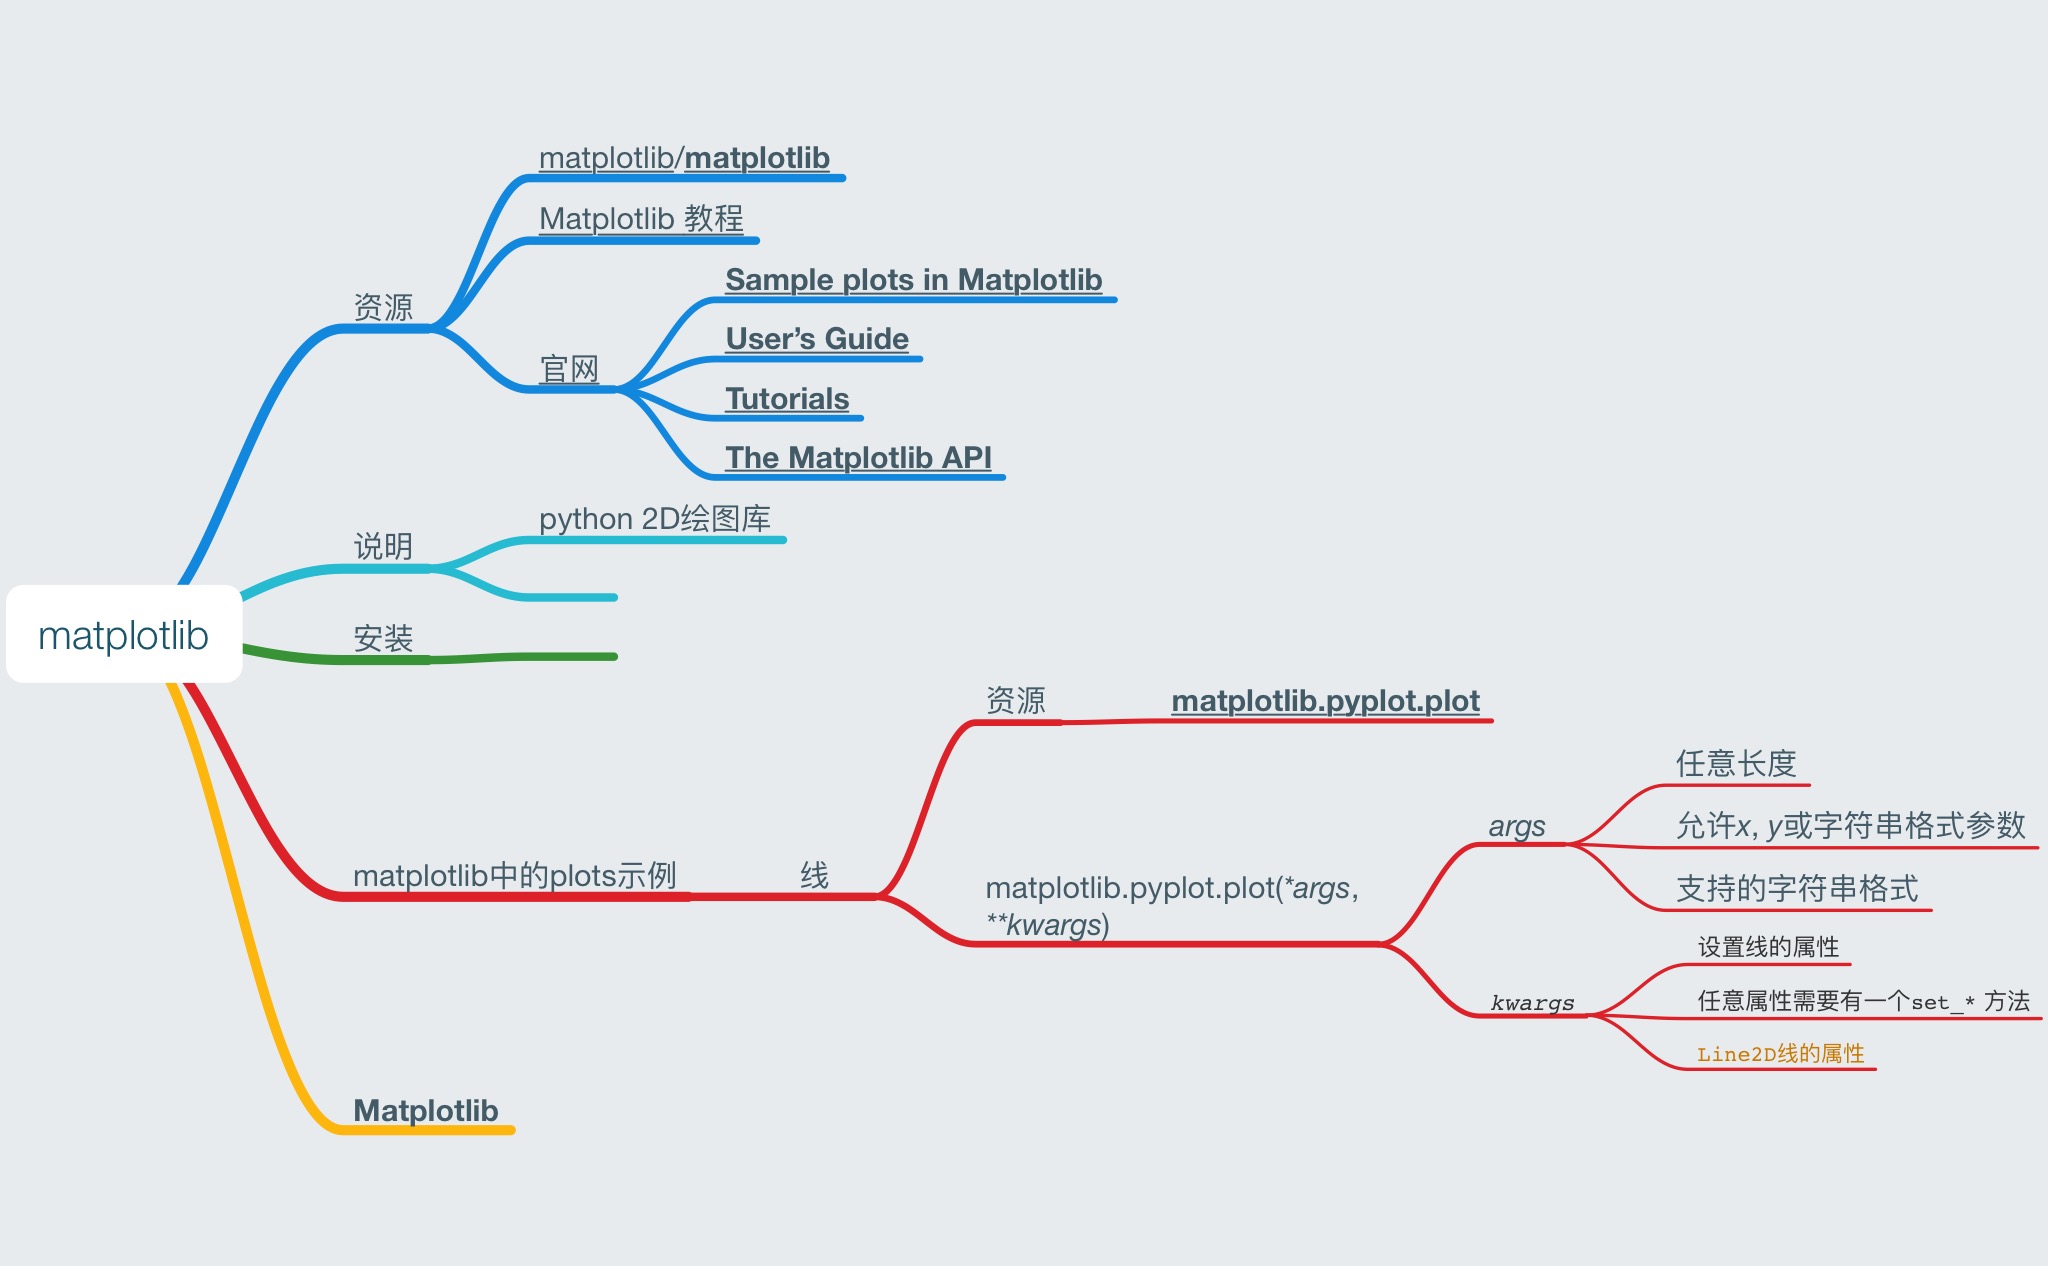 matplotlib/matplotlib
Matplotlib 教程
Sample plots in Matplotlib
资源
User’s Guide
官网
Tutorials
The Matplotlib API
python 2D绘图库
说明
matplotlib
安装
资源
matplotlib.pyplot.plot
任意长度
args
允许x, y或字符串格式参数
matplotlib中的plots示例
线
matplotlib.pyplot.plot(*args,
**kwargs)
支持的字符串格式
设置线的属性
kwargs
任意属性需要有一个set_* 方法
Line2D线的属性
Matplotlib